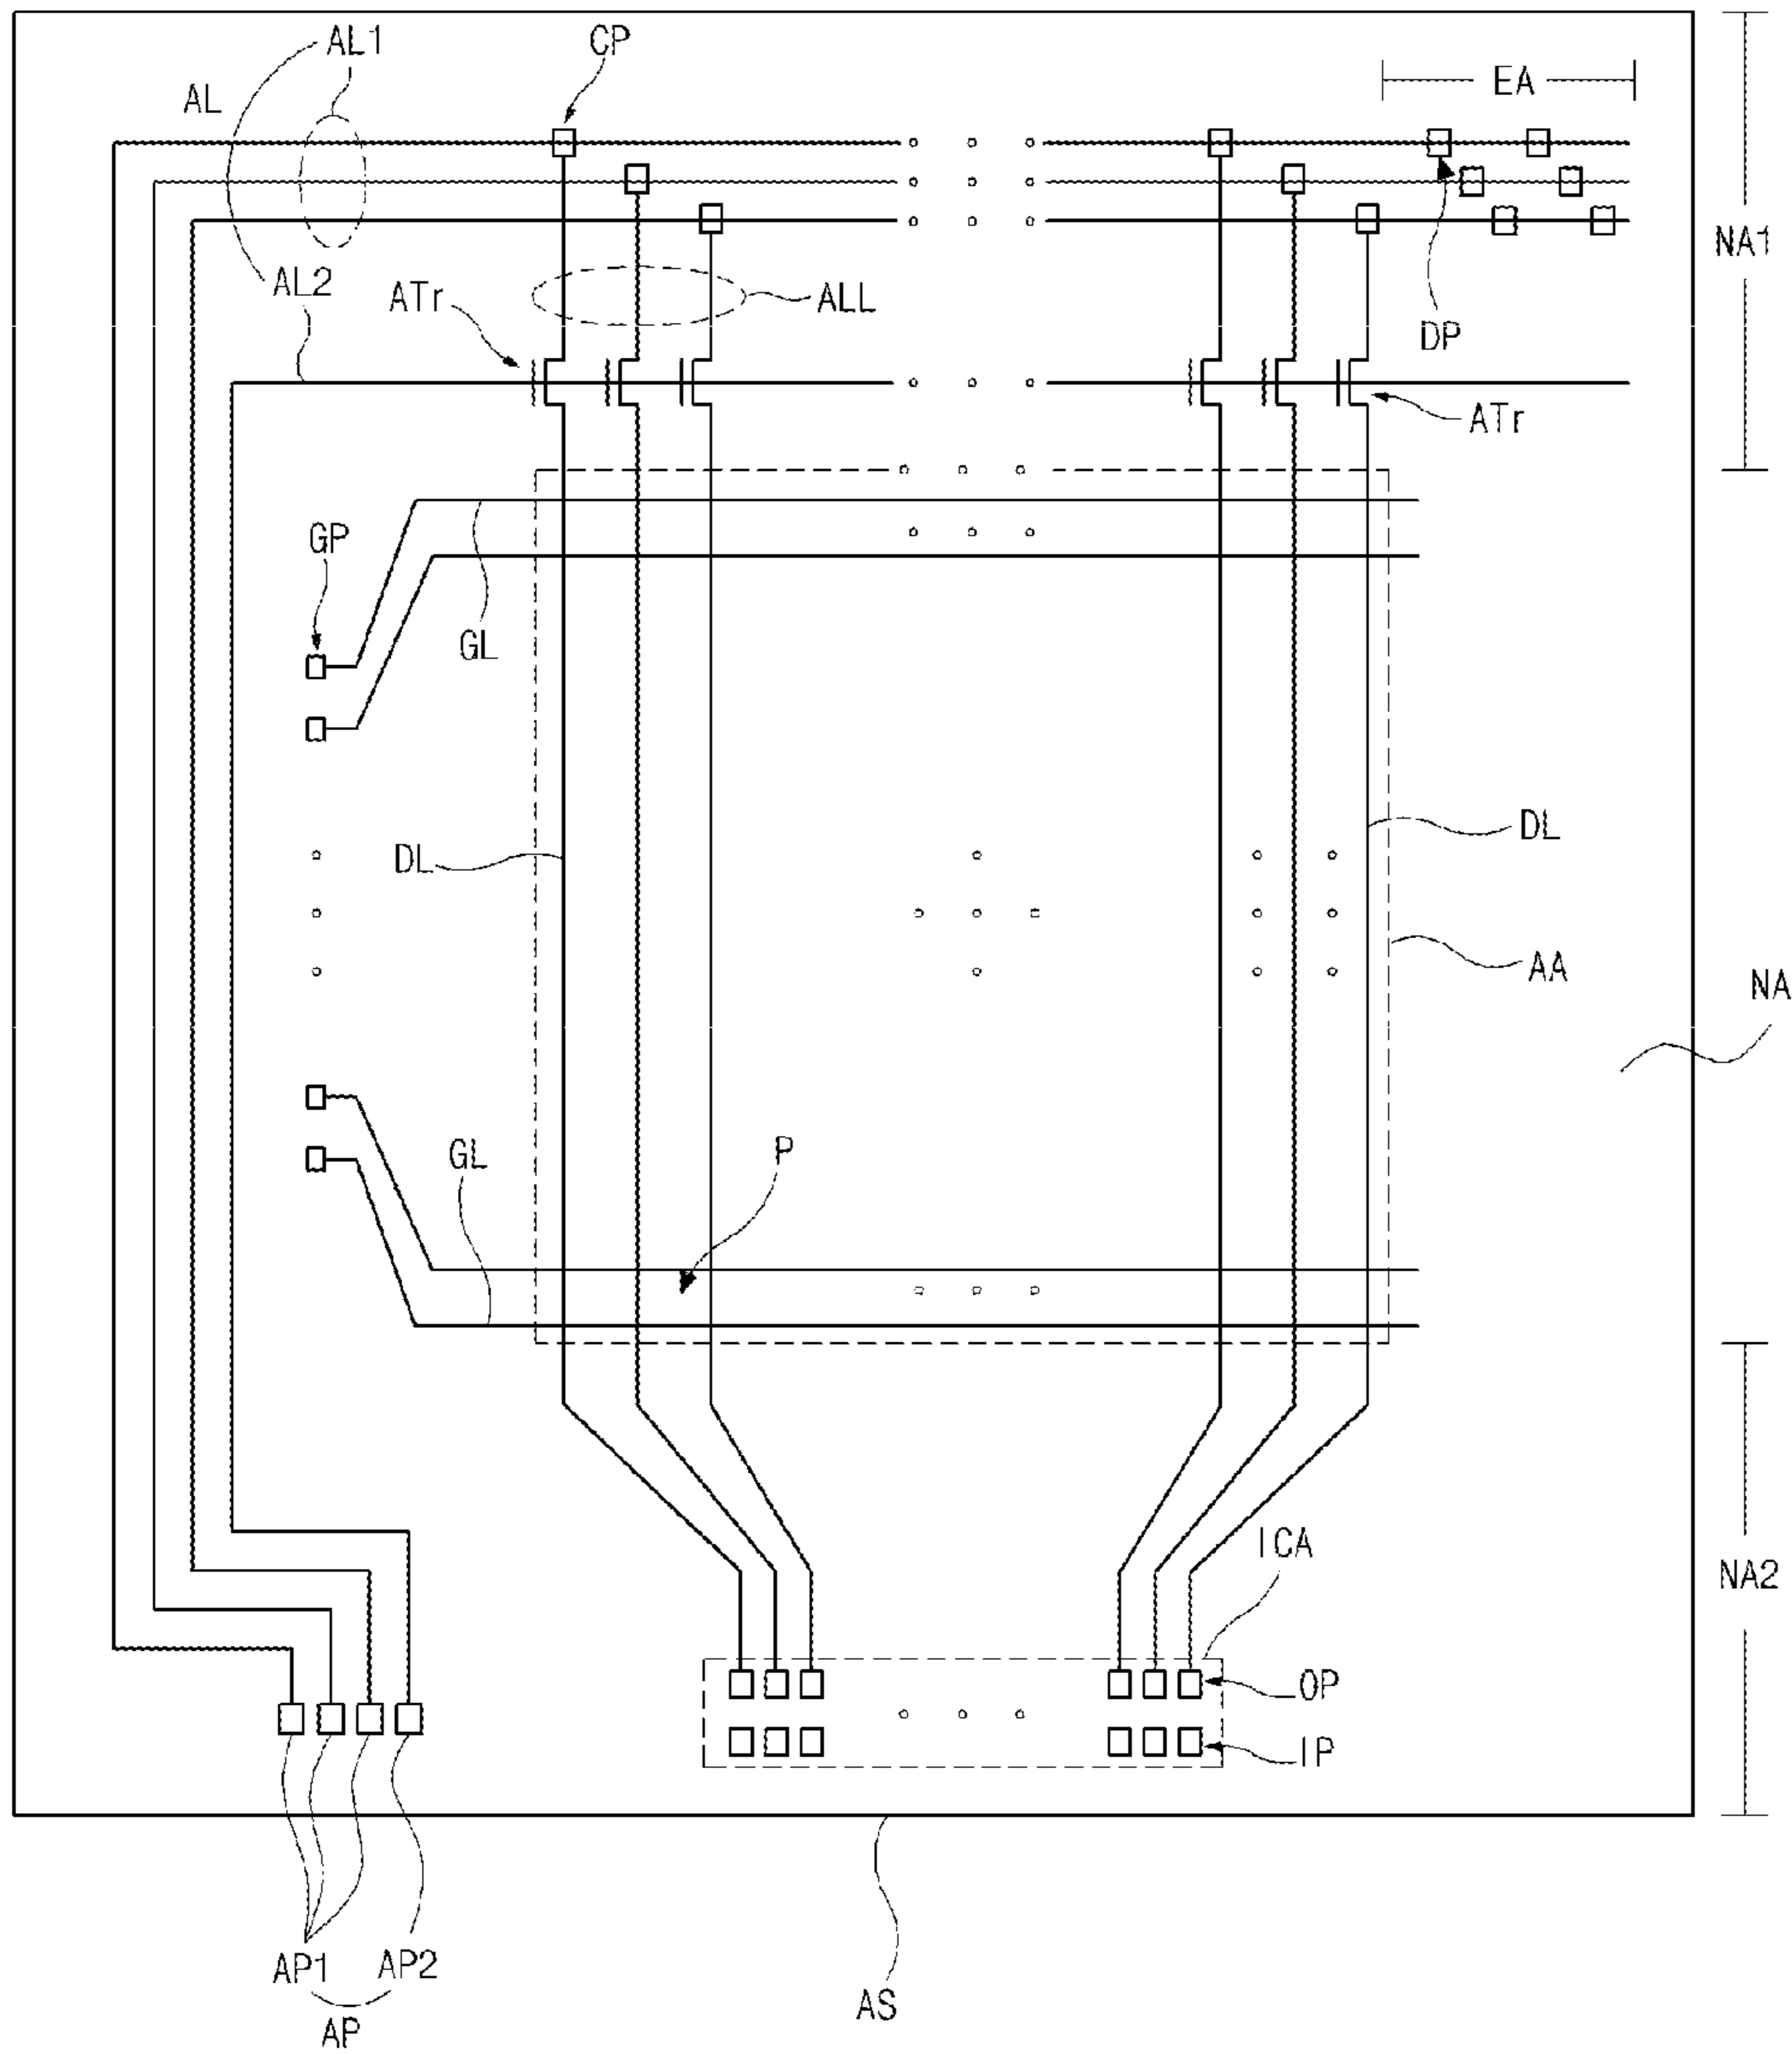 AL1
CP
EA
AL
NA1
AL2
ATr
ALL
DP
ATr
GP
GL
DL
DL
AA
NA
GL
P
ICA
NA2
OP
IP
AP1
AP2
AS
AP